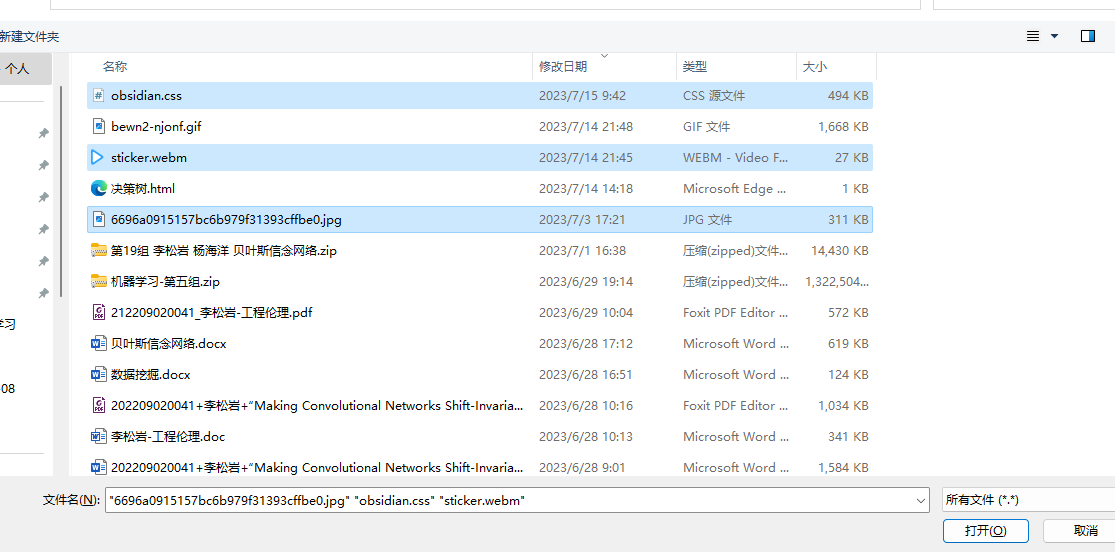 新建文件夹
个人
名称 修改日期 类型 大小
obsidian.css 2023/7/15 9:42 CSS 源文件 494 KB
bewn2-njonf.gif 2023/7/14 21:48 GIF 文件 1,668 KB
sticker.webm 2023/7/14 21:45 WEBM - Video F... 27 KB
决策树.html 2023/7/14 14:18 Microsoft Edge ... 1 KB
6696a0915157bc6b979f31393cffbe0.jpg 2023/7/3 17:21 JPG 文件 311 KB
第19组 李松岩 杨海洋 贝叶斯信念网络.zip 2023/7/1 16:38 压缩(zipped)文件... 14,430 KB
机器学习-第五组.zip 2023/6/29 19:14 压缩(zipped)文件... 1,322,504...
212209020041_李松岩-工程伦理.pdf 2023/6/29 10:04 Foxit PDF Editor ... 572 KB
学习
贝叶斯信念网络.docx 2023/6/28 17:12 Microsoft Word ... 619 KB
数据挖掘.docx 2023/6/28 16:51 Microsoft Word ... 124 KB
08
202209020041+李松岩+“Making Convolutional Networks Shift-Invaria... 2023/6/28 10:16 Foxit PDF Editor ... 1,034 KB
李松岩-工程伦理.doc 2023/6/28 10:13 Microsoft Word ... 341 KB
202209020041+李松岩+“Making Convolutional Networks Shift-Invaria... 2023/6/28 9:01 Microsoft Word ... 1,584 KB
文件名(N): "6696a0915157bc6b979f31393cffbe0.jpg" "obsidian.css" "sticker.webm" 所有文件 (*.*)
打开(O) 取消